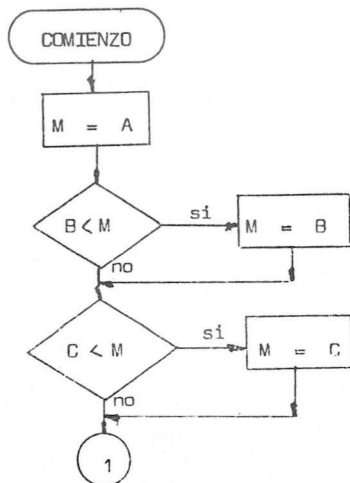 COMIENZO
M = A
B < M
si
M = B
no
C < M
si
M = C
no
1